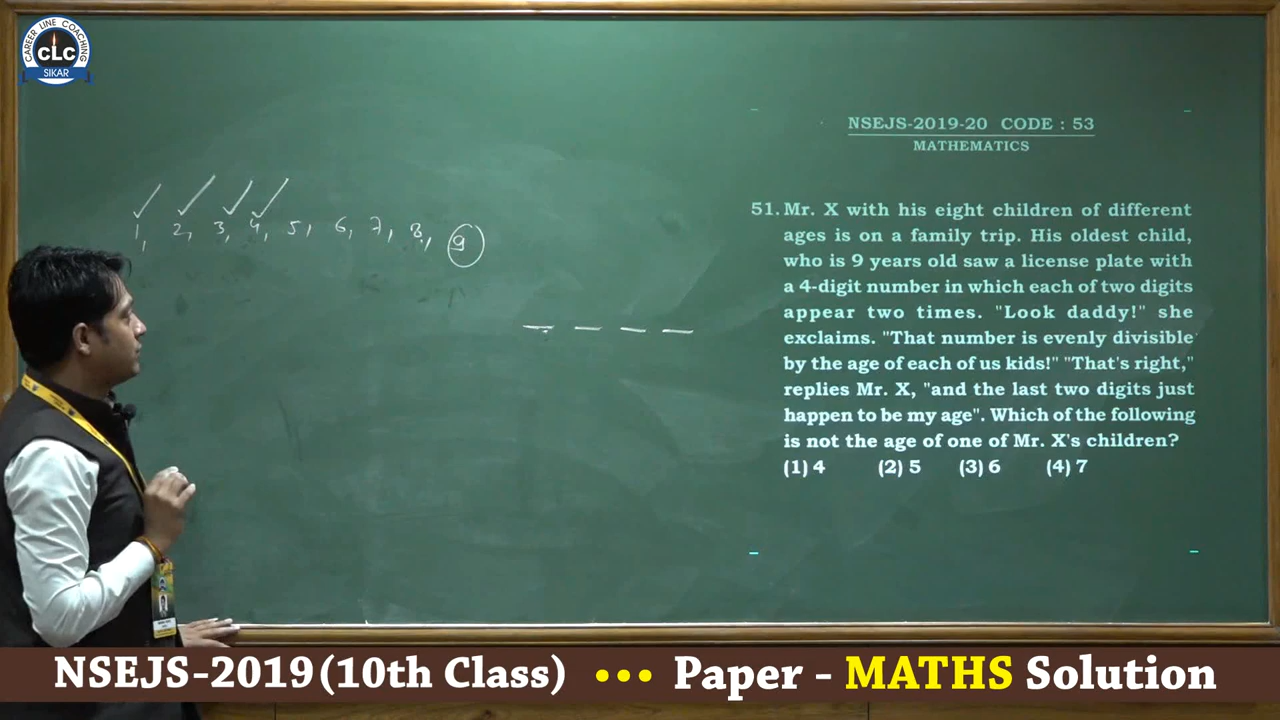 CAREER LINE COACHING
CLC
SIKAR
NSEJS-2019-20 CODE : 53
MATHEMATICS
1, 2, 3, 4, 5, 6, 7, 8, 9
51. Mr. X with his eight children of different
ages is on a family trip. His oldest child,
who is 9 years old saw a license plate with
a 4-digit number in which each of two digits
appear two times. "Look daddy!" she
exclaims. "That number is evenly divisible
by the age of each of us kids!" "That's right,"
replies Mr. X, "and the last two digits just
happen to be my age". Which of the following
is not the age of one of Mr. X's children?
(1) 4 (2) 5 (3) 6 (4) 7
NSEJS-2019(10th Class) ••• Paper - MATHS Solution